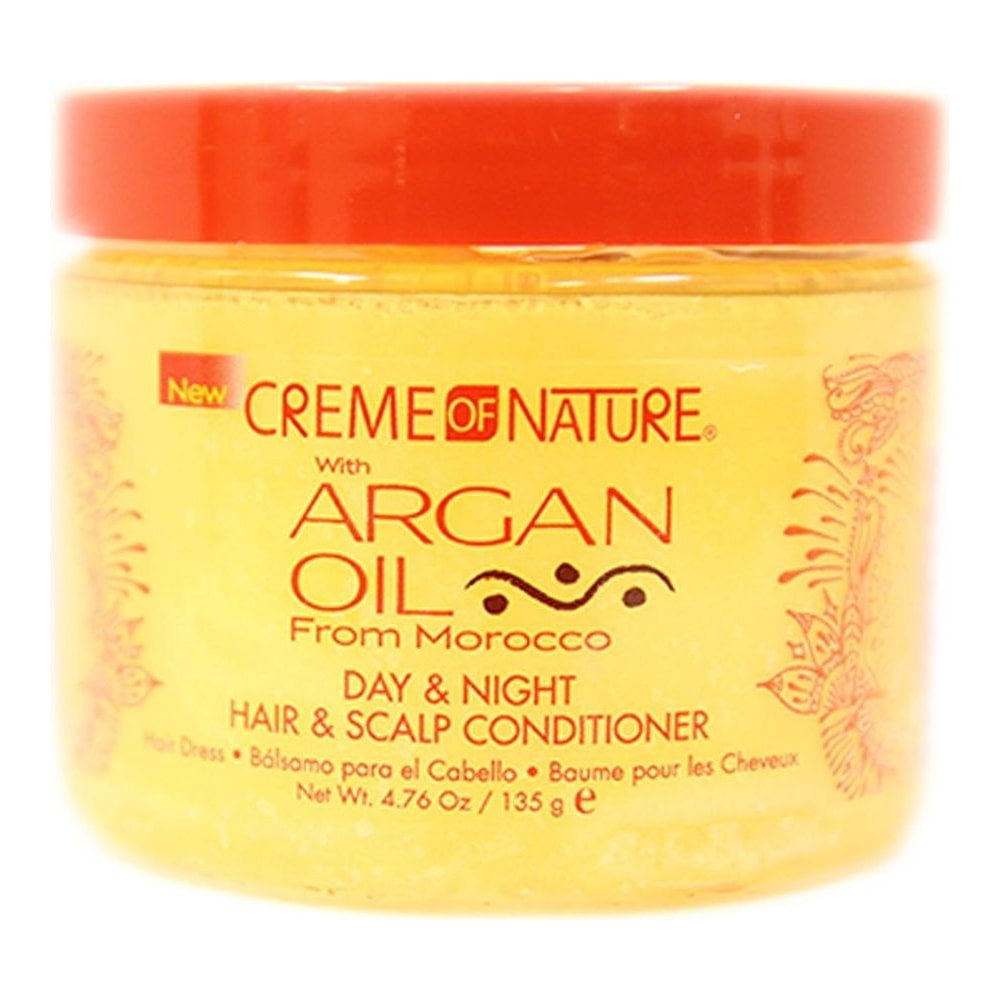 New
CREME OF NATURE®
With
ARGAN
OIL
From Morocco
DAY & NIGHT
HAIR & SCALP CONDITIONER
Hair Dress • Bálsamo para el Cabello • Baume pour les Cheveux
Net Wt. 4.76 Oz / 135 g ℮